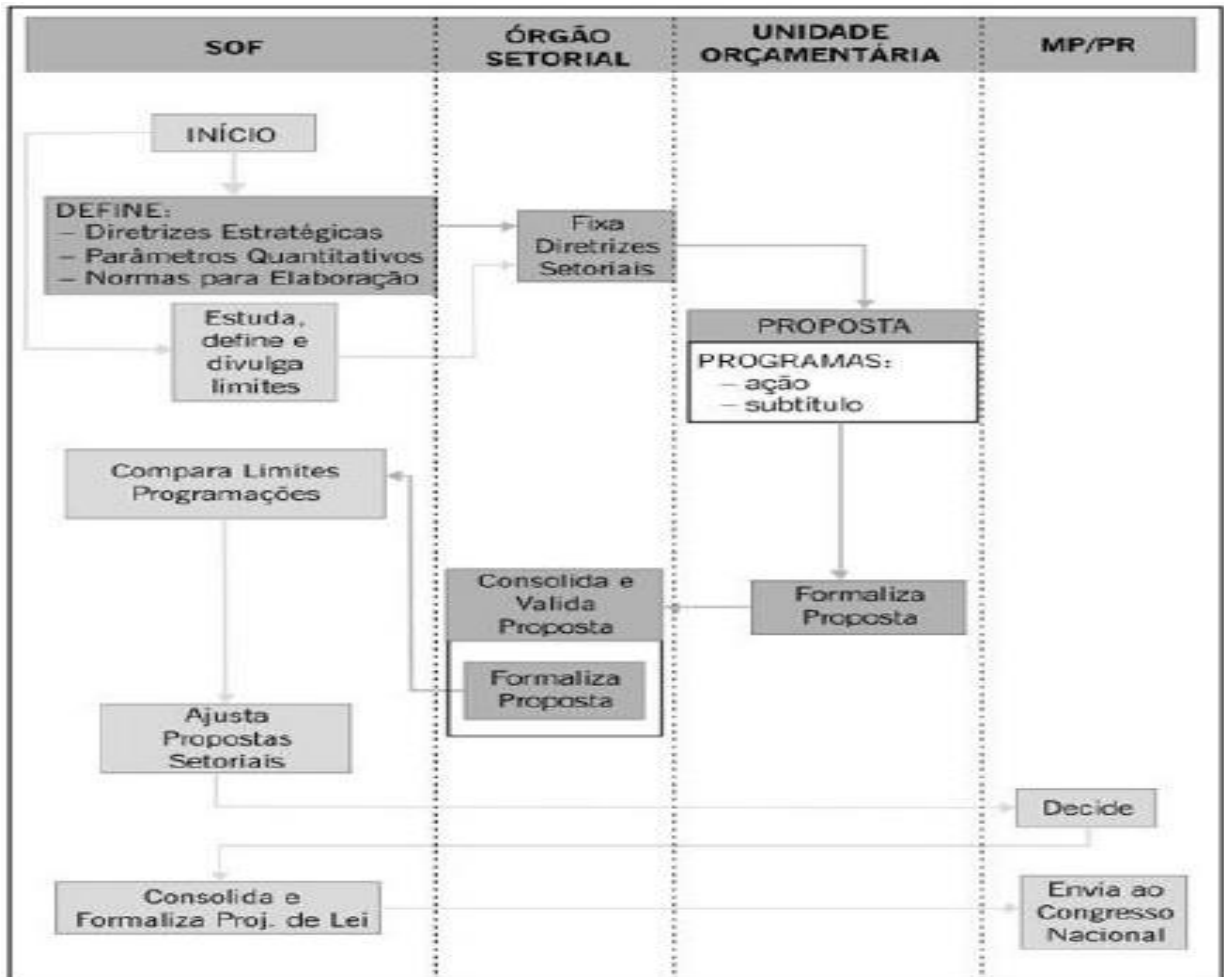 SOF
ÓRGÃO
SETORIAL
UNIDADE
ORÇAMENTÁRIA
MP/PR
INÍCIO
DEFINE:
– Diretrizes Estratégicas
– Parâmetros Quantitativos
– Normas para Elaboração
Fixa
Diretrizes
Setoriais
Estuda,
define e
divulga
limites
PROPOSTA
PROGRAMAS:
– ação
– subtítulo
Compara Limites
Programações
Consolida e
Valida
Proposta
Formaliza
Proposta
Formaliza
Proposta
Ajusta
Propostas
Setoriais
Decide
Consolida e
Formaliza Proj. de Lei
Envia ao
Congresso
Nacional